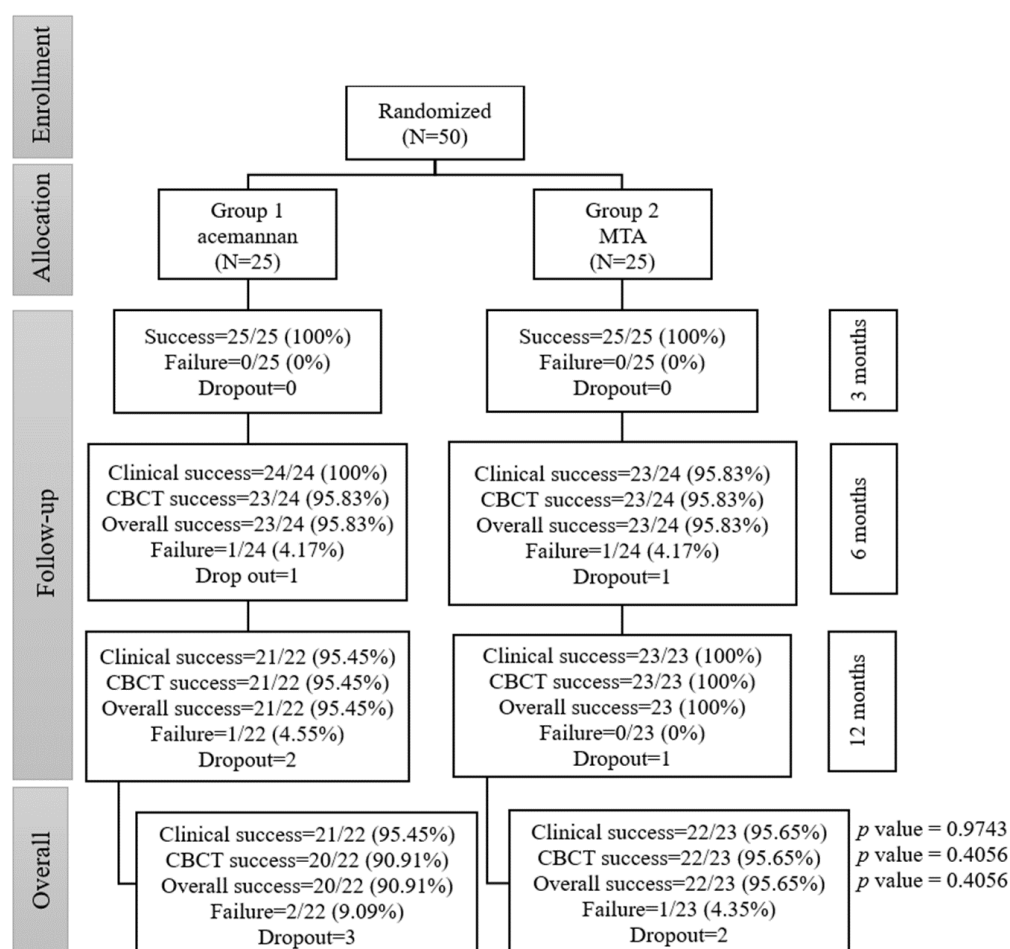 Enrollment
Randomized
(N=50)
Allocation
Group 1
acemannan
(N=25)
Group 2
MTA
(N=25)
Follow-up
Success=25/25 (100%)
Failure=0/25 (0%)
Dropout=0
Success=25/25 (100%)
Failure=0/25 (0%)
Dropout=0
3 months
Clinical success=24/24 (100%)
CBCT success=23/24 (95.83%)
Overall success=23/24 (95.83%)
Failure=1/24 (4.17%)
Drop out=1
Clinical success=23/24 (95.83%)
CBCT success=23/24 (95.83%)
Overall success=23/24 (95.83%)
Failure=1/24 (4.17%)
Dropout=1
6 months
Clinical success=21/22 (95.45%)
CBCT success=21/22 (95.45%)
Overall success=21/22 (95.45%)
Failure=1/22 (4.55%)
Dropout=2
Clinical success=23/23 (100%)
CBCT success=23/23 (100%)
Overall success=23 (100%)
Failure=0/23 (0%)
Dropout=1
12 months
Overall
Clinical success=21/22 (95.45%)
CBCT success=20/22 (90.91%)
Overall success=20/22 (90.91%)
Failure=2/22 (9.09%)
Dropout=3
Clinical success=22/23 (95.65%)
CBCT success=22/23 (95.65%)
Overall success=22/23 (95.65%)
Failure=1/23 (4.35%)
Dropout=2
p value = 0.9743
p value = 0.4056
p value = 0.4056